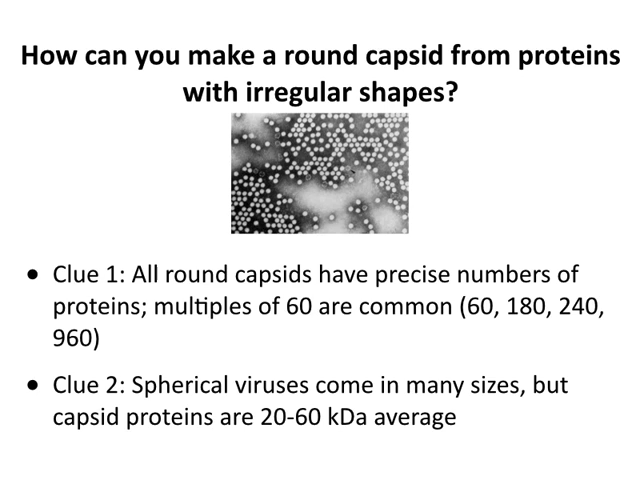 How can you make a round capsid from proteins
with irregular shapes?
● Clue 1: All round capsids have precise numbers of
proteins; multiples of 60 are common (60, 180, 240,
960)
● Clue 2: Spherical viruses come in many sizes, but
capsid proteins are 20-60 kDa average